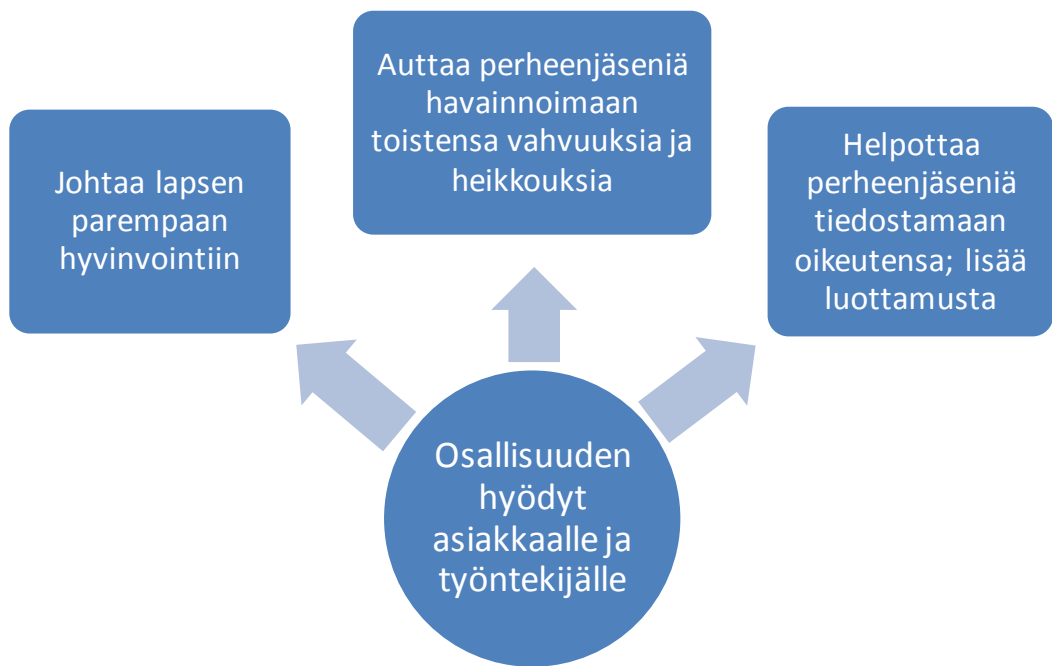 Auttaa perheenjäseniä
havainnoimaan
toistensa vahvuuksia ja
heikkouksia
Johtaa lapsen
parempaan
hyvinvointiin
Helpottaa
perheenjäseniä
tiedostamaan
oikeutensa; lisää
luottamusta
Osallisuuden
hyödyt
asiakkaalle ja
työntekijälle